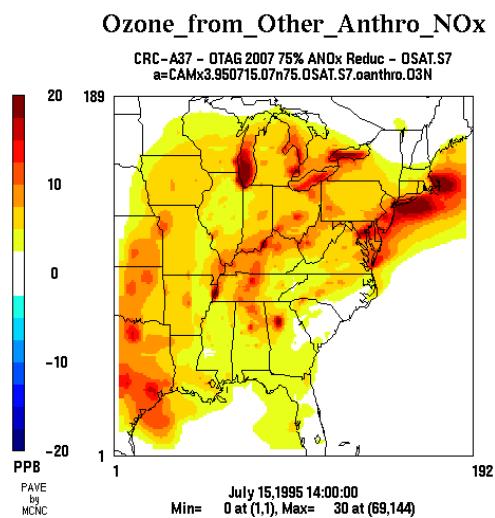 Ozone_from_Other_Anthro_NOx
CRC-A37 - OTAG 2007 75% ANOx Reduc - OSAT.S7
a=CAMx3.950715.07n75.OSAT.S7.oanthro.O3N
20
10
0
-10
-20
PPB
PAVE
by
MCNC
189
1
1
192
July 15,1995 14:00:00
Min= 0 at (1,1), Max= 30 at (69,144)